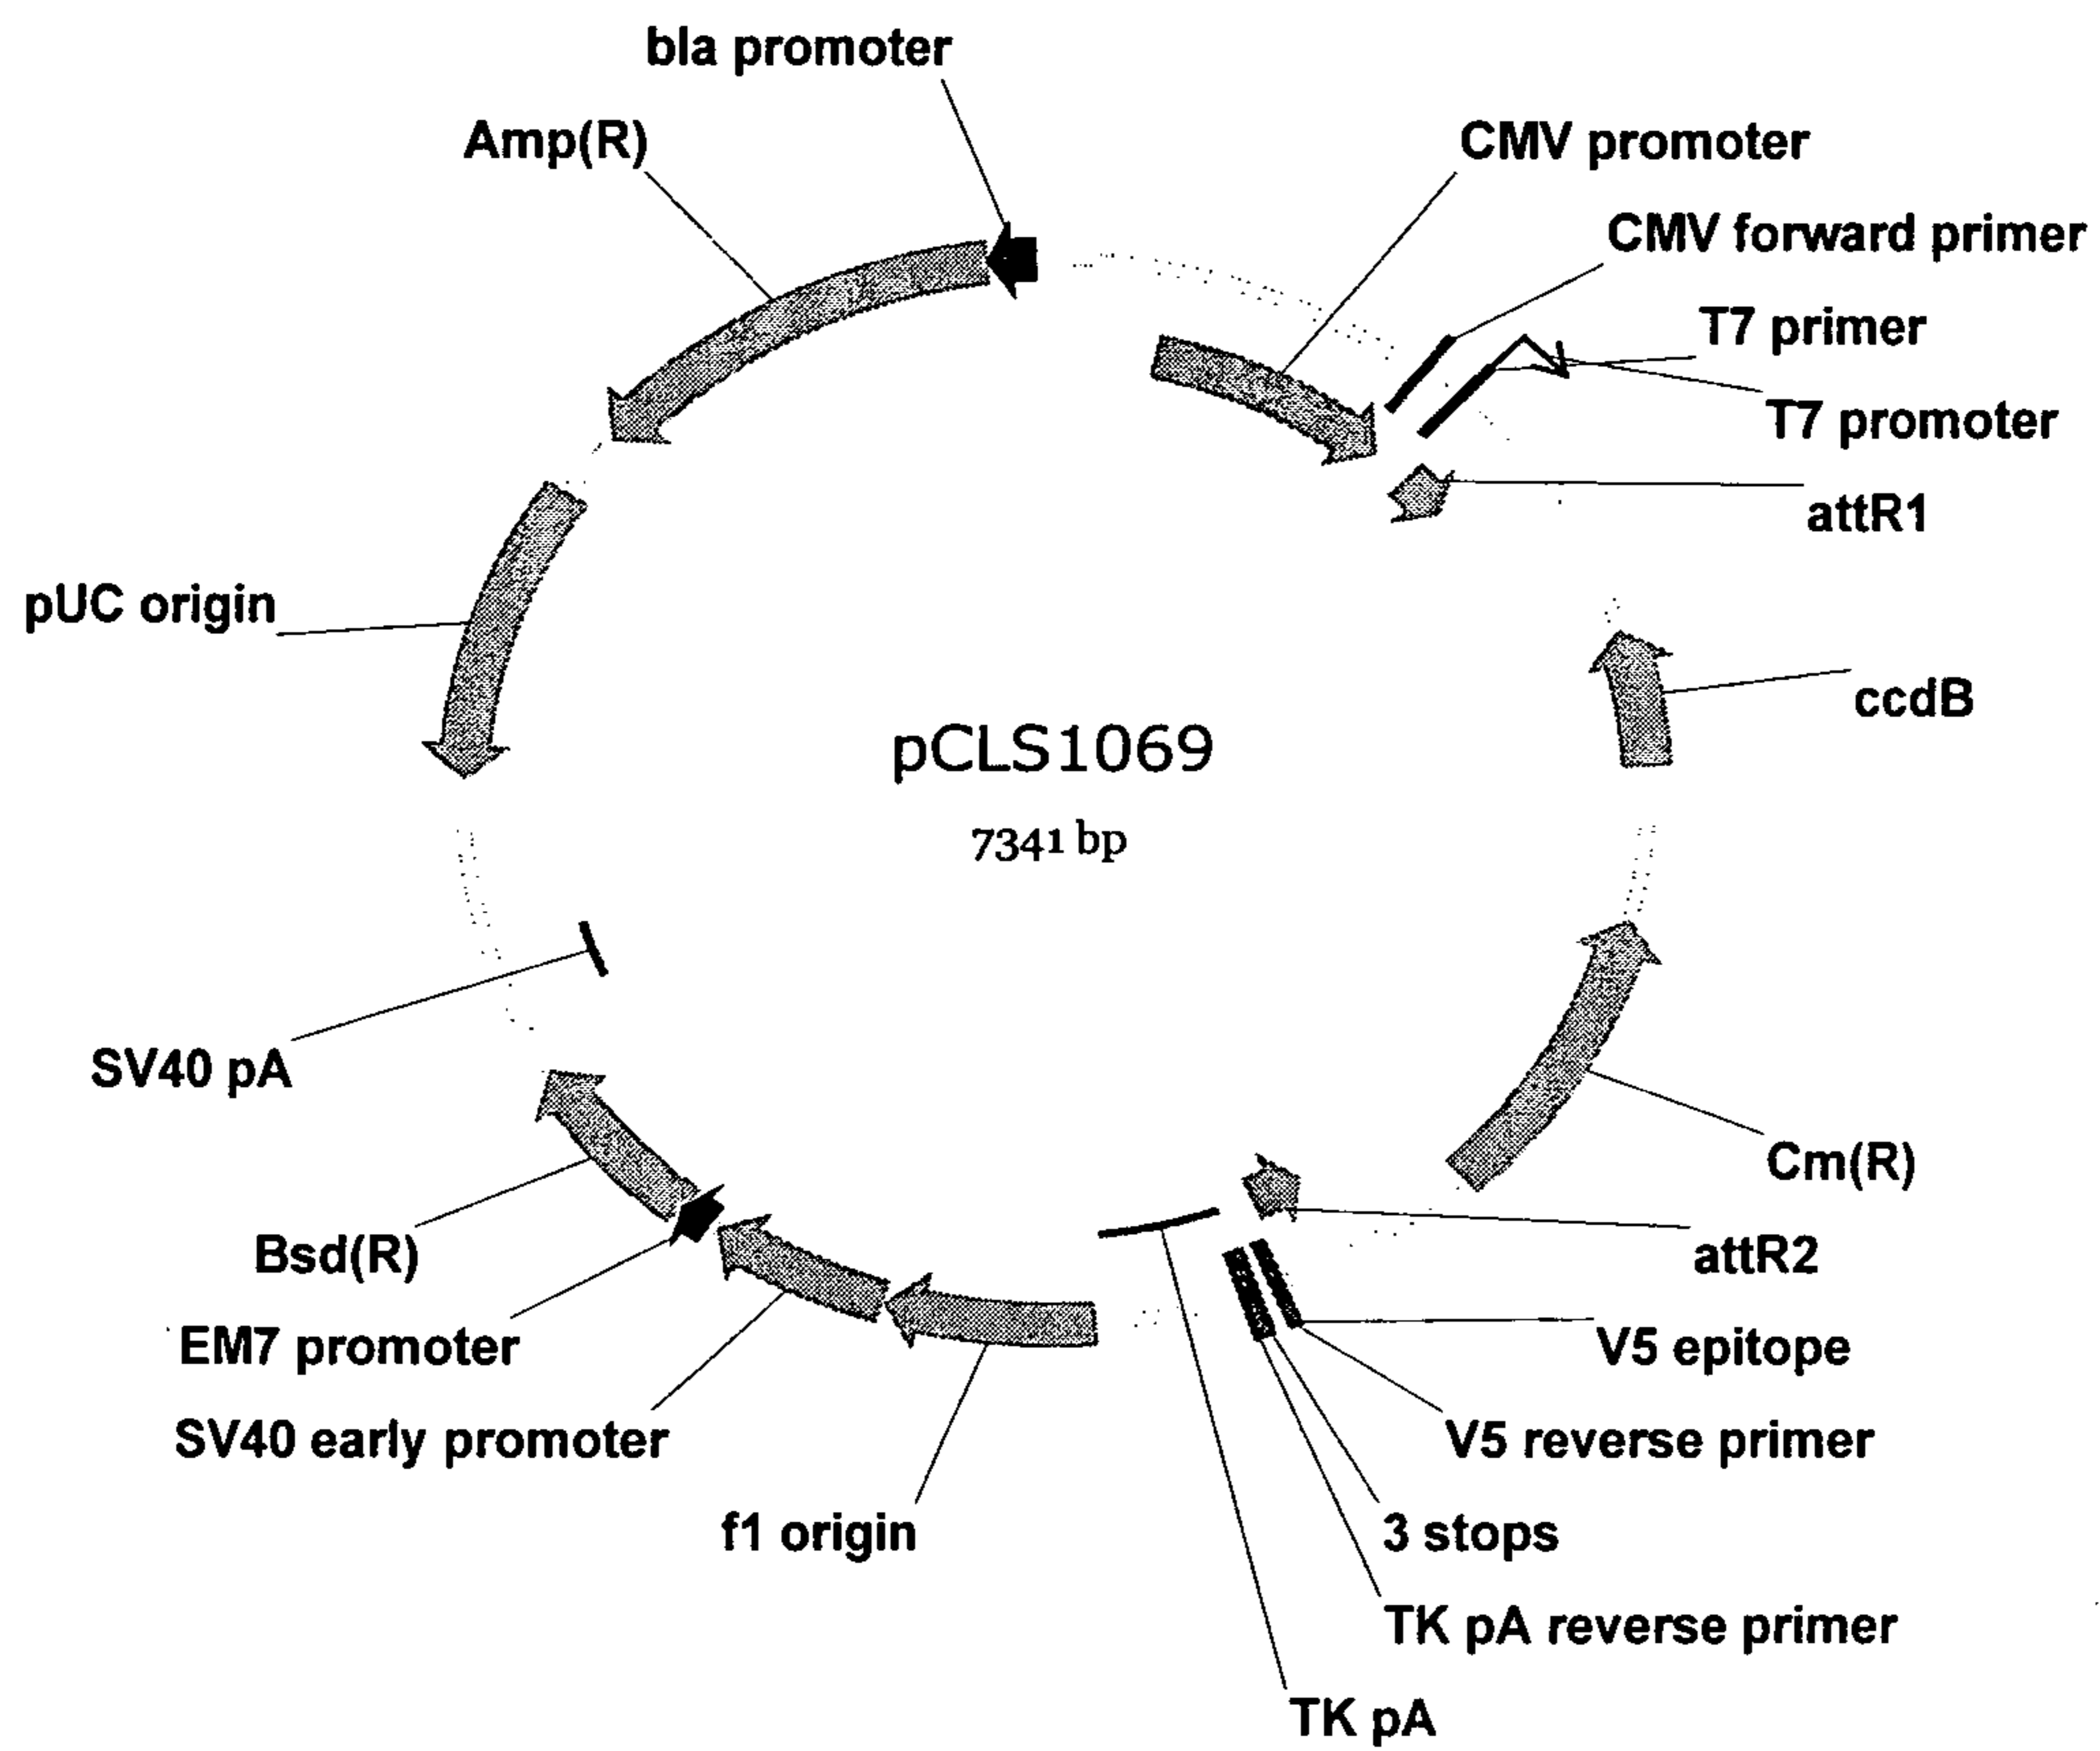 bla promoter
Amp(R)
CMV promoter
CMV forward primer
T7 primer
T7 promoter
attR1
pUC origin
ccdB
pCLS1069
7341 bp
SV40 pA
Cm(R)
Bsd(R)
attR2
EM7 promoter
V5 epitope
SV40 early promoter
V5 reverse primer
f1 origin
3 stops
TK pA reverse primer
TK pA